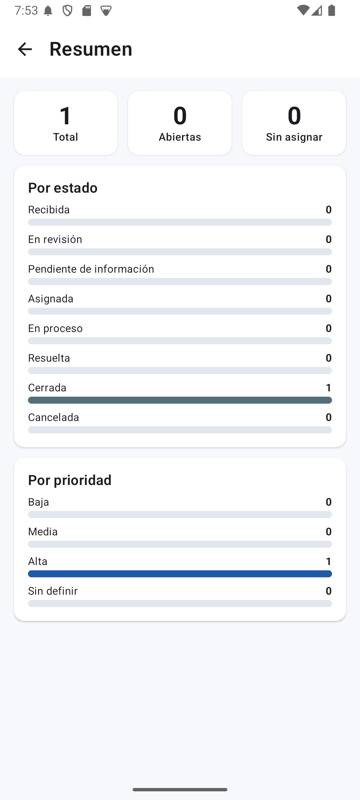 7:53
Resumen
1 0 0
Total Abiertas Sin asignar
Por estado
Recibida 0
En revisión 0
Pendiente de información 0
Asignada 0
En proceso 0
Resuelta 0
Cerrada 1
Cancelada 0
Por prioridad
Baja 0
Media 0
Alta 1
Sin definir 0